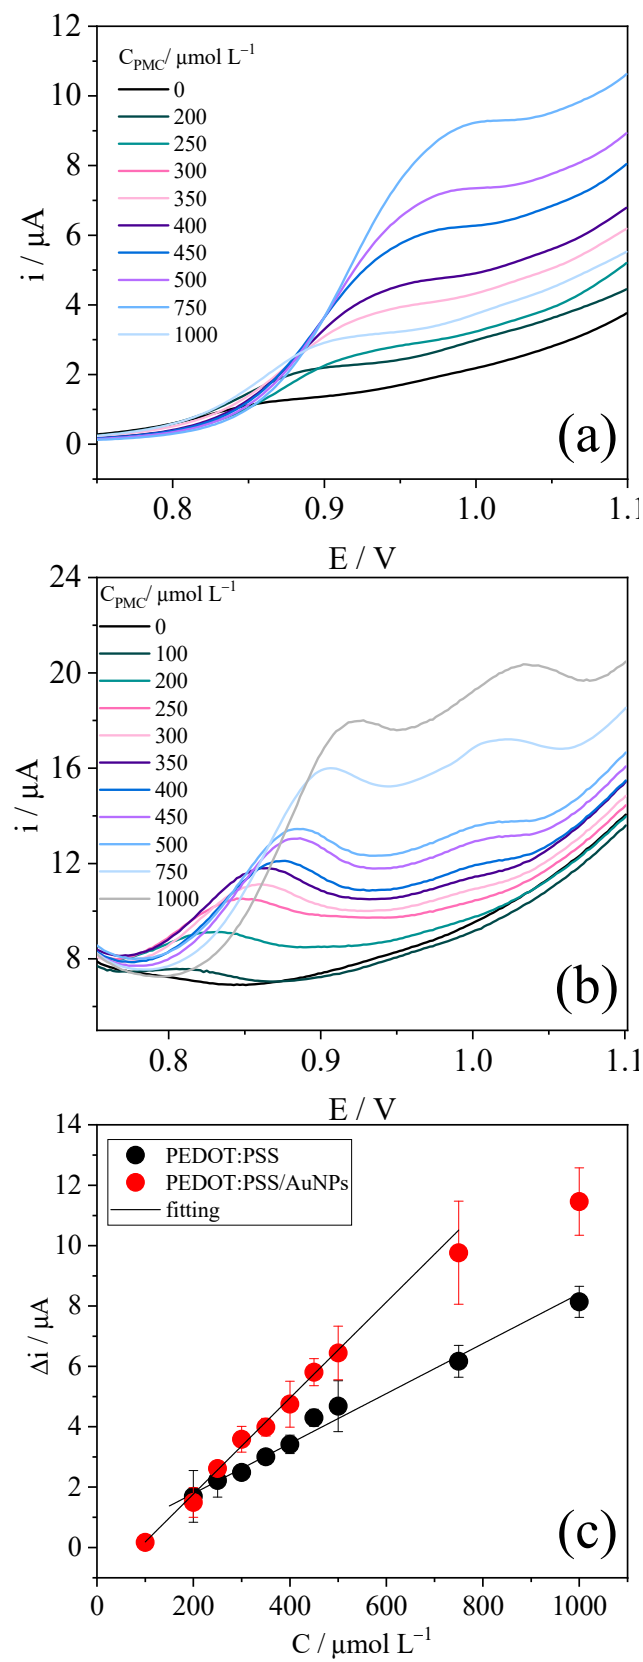 12
10
8
6
4
2
0
i / μA
C_PMC/ μmol L⁻¹
0
200
250
300
350
400
450
500
750
1000
(a)
0.8 0.9 1.0 1.1
E / V
24
20
16
12
8
i / μA
C_PMC/ μmol L⁻¹
0
100
200
250
300
350
400
450
500
750
1000
(b)
0.8 0.9 1.0 1.1
E / V
14
12
10
8
6
4
2
0
Δi / μA
PEDOT:PSS
PEDOT:PSS/AuNPs
fitting
(c)
0 200 400 600 800 1000
C / μmol L⁻¹